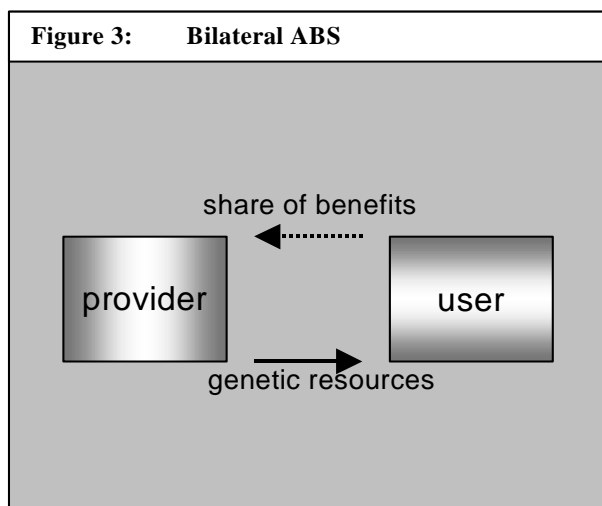 Figure 3: Bilateral ABS
share of benefits
provider
user
genetic resources